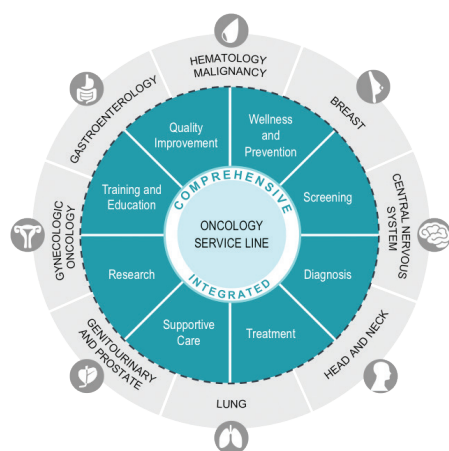 HEMATOLOGY
MALIGNANCY
BREAST
CENTRAL NERVOUS
SYSTEM
HEAD AND NECK
LUNG
GENITOURINARY
AND PROSTATE
GYNECOLOGIC
ONCOLOGY
GASTROENTEROLOGY
Wellness
and
Prevention
Screening
Diagnosis
Treatment
Supportive
Care
Research
Training and
Education
Quality
Improvement
COMPREHENSIVE
ONCOLOGY
SERVICE LINE
INTEGRATED